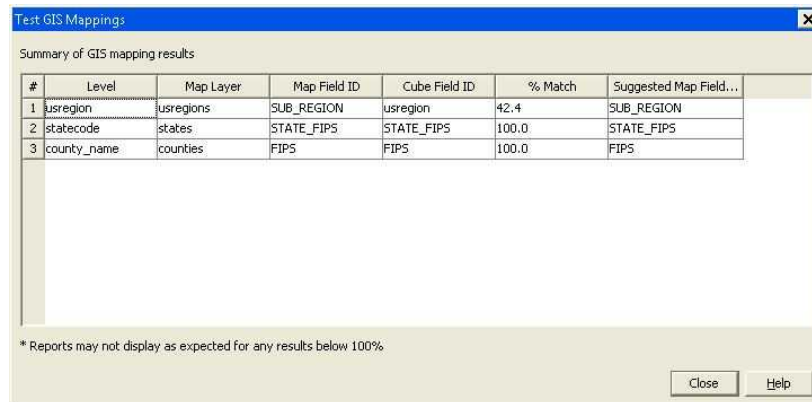 Test GIS Mappings
Summary of GIS mapping results
# Level Map Layer Map Field ID Cube Field ID % Match Suggested Map Field...
1 usregion usregions SUB_REGION usregion 42.4 SUB_REGION
2 statecode states STATE_FIPS STATE_FIPS 100.0 STATE_FIPS
3 county_name counties FIPS FIPS 100.0 FIPS
* Reports may not display as expected for any results below 100%
Close Help